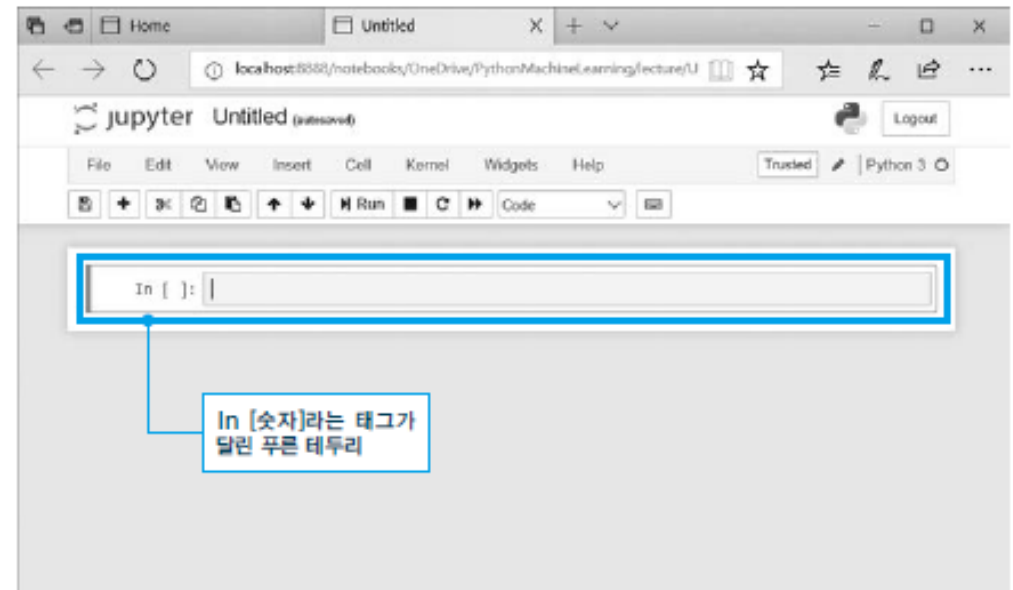 Home
Untitled
localhost:8888/notebooks/OneDrive/PythonMachineLearning/lecture/U
jupyter Untitled (autosaved)
Logout
File Edit View Insert Cell Kernel Widgets Help
Trusted
Python 3
Run
Code
In [ ]:
In [숫자]라는 태그가
달린 푸른 테두리